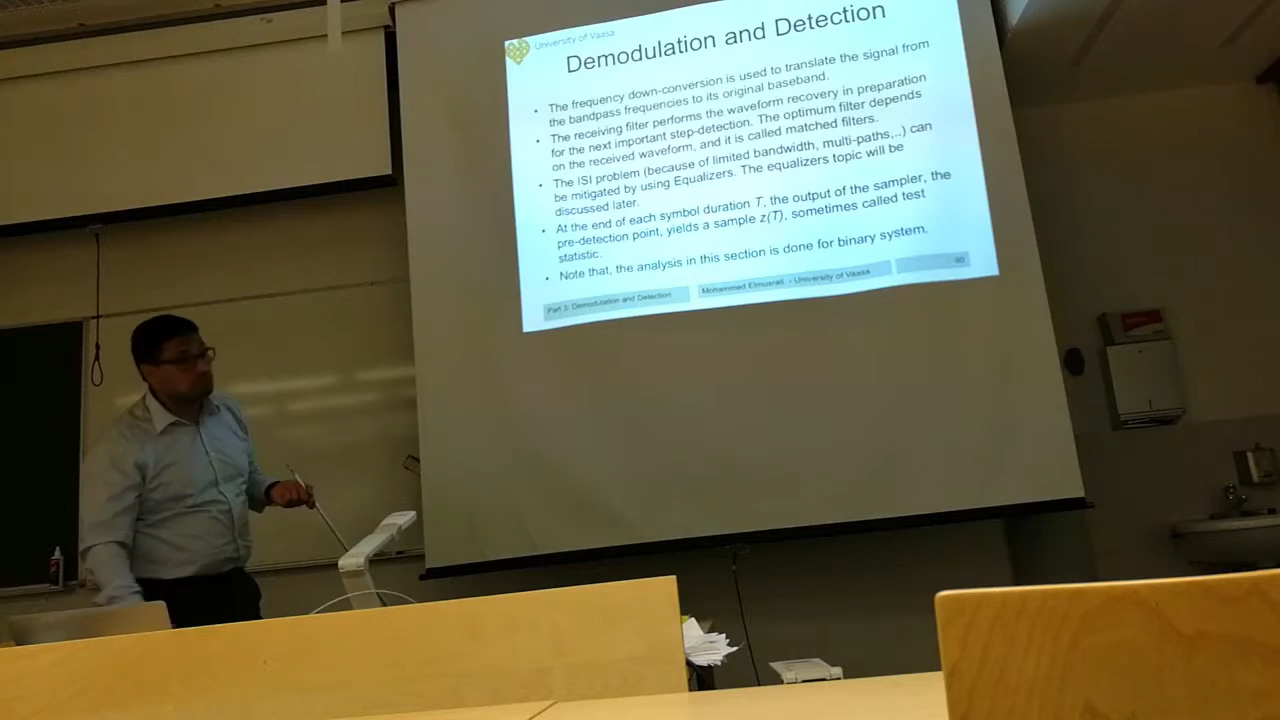 University of Vaasa
Demodulation and Detection
• The frequency down-conversion is used to translate the signal from
the bandpass frequencies to its original baseband.
• The receiving filter performs the waveform recovery in preparation
for the next important step-detection. The optimum filter depends
on the received waveform, and it is called matched filters.
• The ISI problem (because of limited bandwidth, multi-paths,..) can
be mitigated by using Equalizers. The equalizers topic will be
discussed later.
• At the end of each symbol duration T, the output of the sampler, the
pre-detection point, yields a sample z(T), sometimes called test
statistic.
• Note that, the analysis in this section is done for binary system.
Part 3: Demodulation and Detection
Mohammed Elmusrati - University of Vaasa